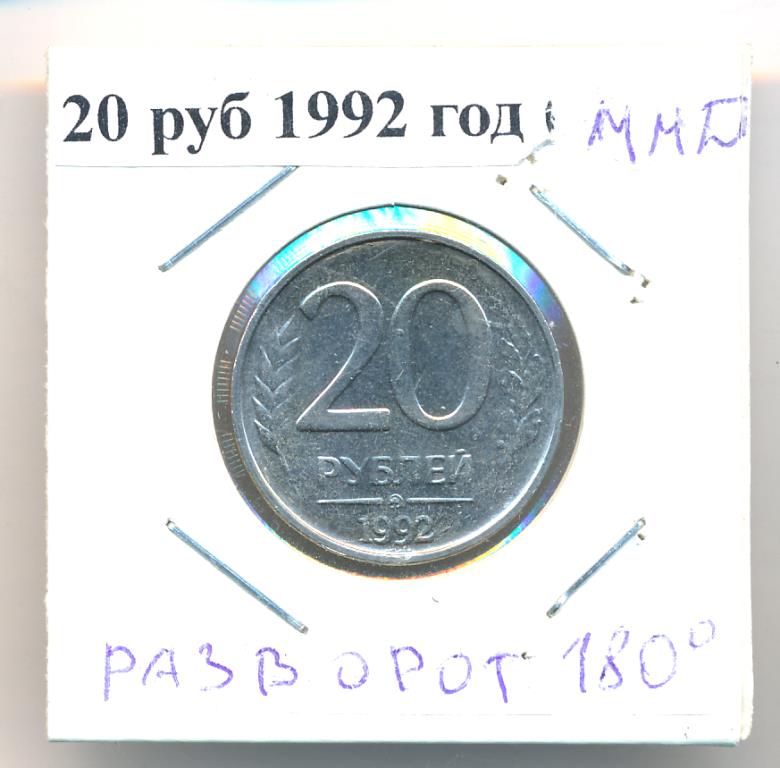 20 руб 1992 год (
ММД
20
РУБЛЕЙ
1992
РАЗВОРОТ 180°